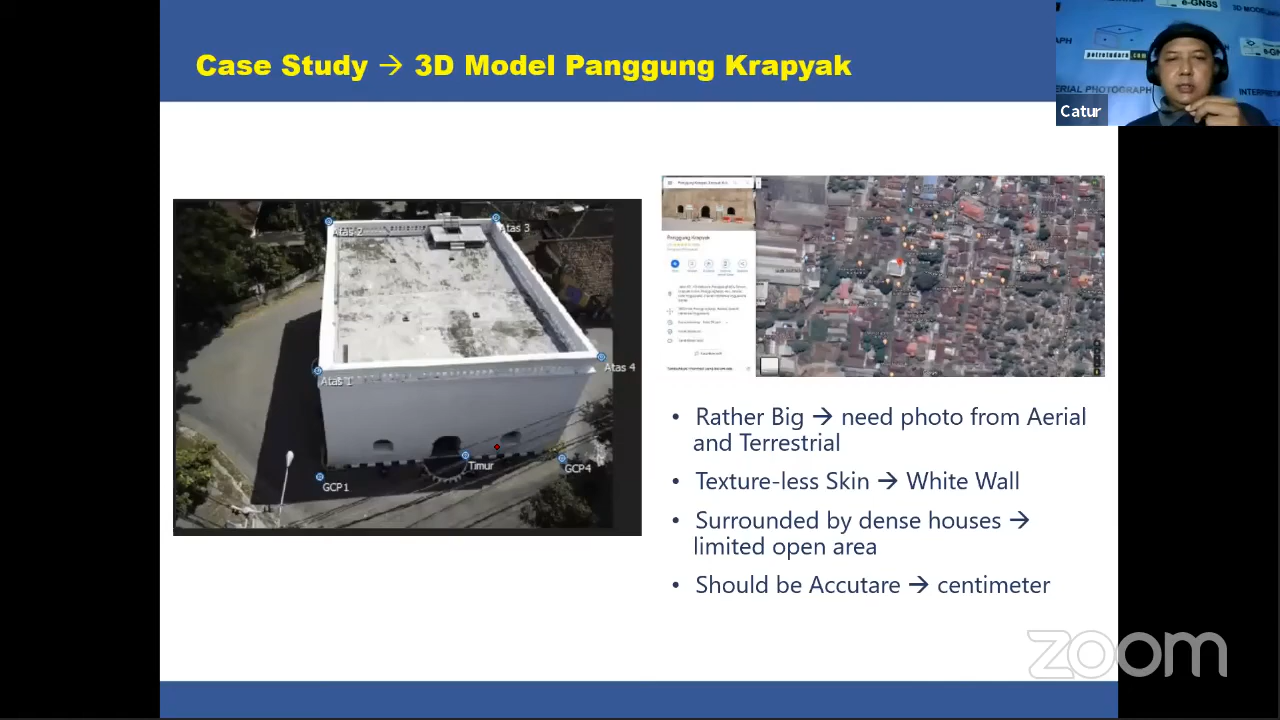 Case Study → 3D Model Panggung Krapyak
e-GNSS
3D MODEL
petroludara.com
AERIAL PHOTOGRAPH
INTERPRET
Catur
Atas 2
Atas 3
Atas 1
Atas 4
Timur
GCP1
GCP4
Panggung Krapyak
• Rather Big → need photo from Aerial
and Terrestrial
• Texture-less Skin → White Wall
• Surrounded by dense houses →
limited open area
• Should be Accutare → centimeter
zoom